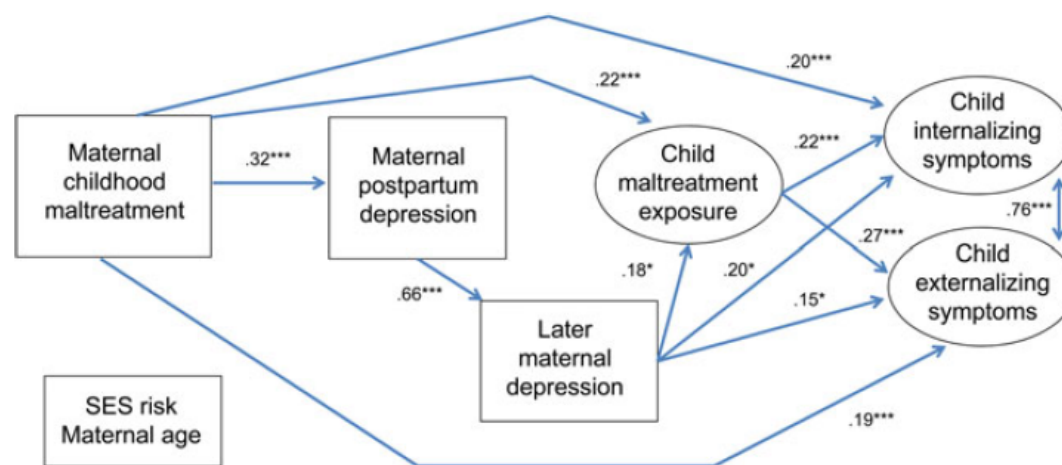 .20***
.22***
Child
internalizing
symptoms
Maternal
childhood
maltreatment
.32***
Maternal
postpartum
depression
Child
maltreatment
exposure
.22***
.76***
.27***
.18*
.20*
Child
externalizing
symptoms
.66***
.15*
Later
maternal
depression
SES risk
Maternal age
.19***